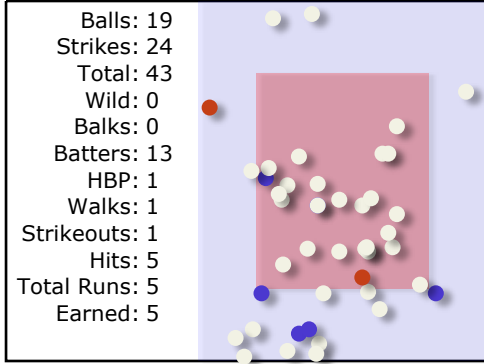 Balls: 19
Strikes: 24
Total: 43
Wild: 0
Balks: 0
Batters: 13
HBP: 1
Walks: 1
Strikeouts: 1
Hits: 5
Total Runs: 5
Earned: 5